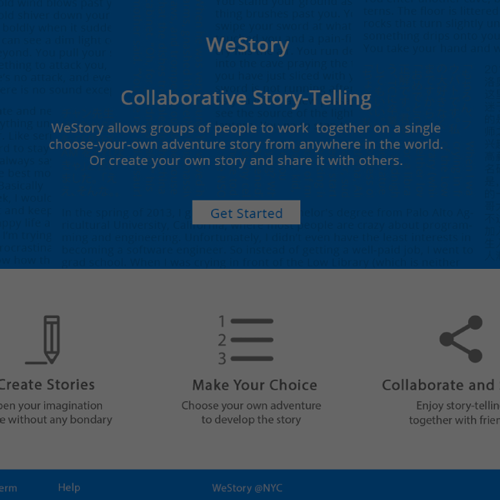 WeStory
Collaborative Story-Telling
WeStory allows groups of people to work together on a single
choose-your-own adventure story from anywhere in the world.
Or create your own story and share it with others.
Get Started
1
2
3
Create Stories
Make Your Choice
Collaborate and
pen your imagination
Choose your own adventure
Enjoy story-tellin
e without any bondary
to develop the story
together with frien
erm
Help
WeStory @NYC